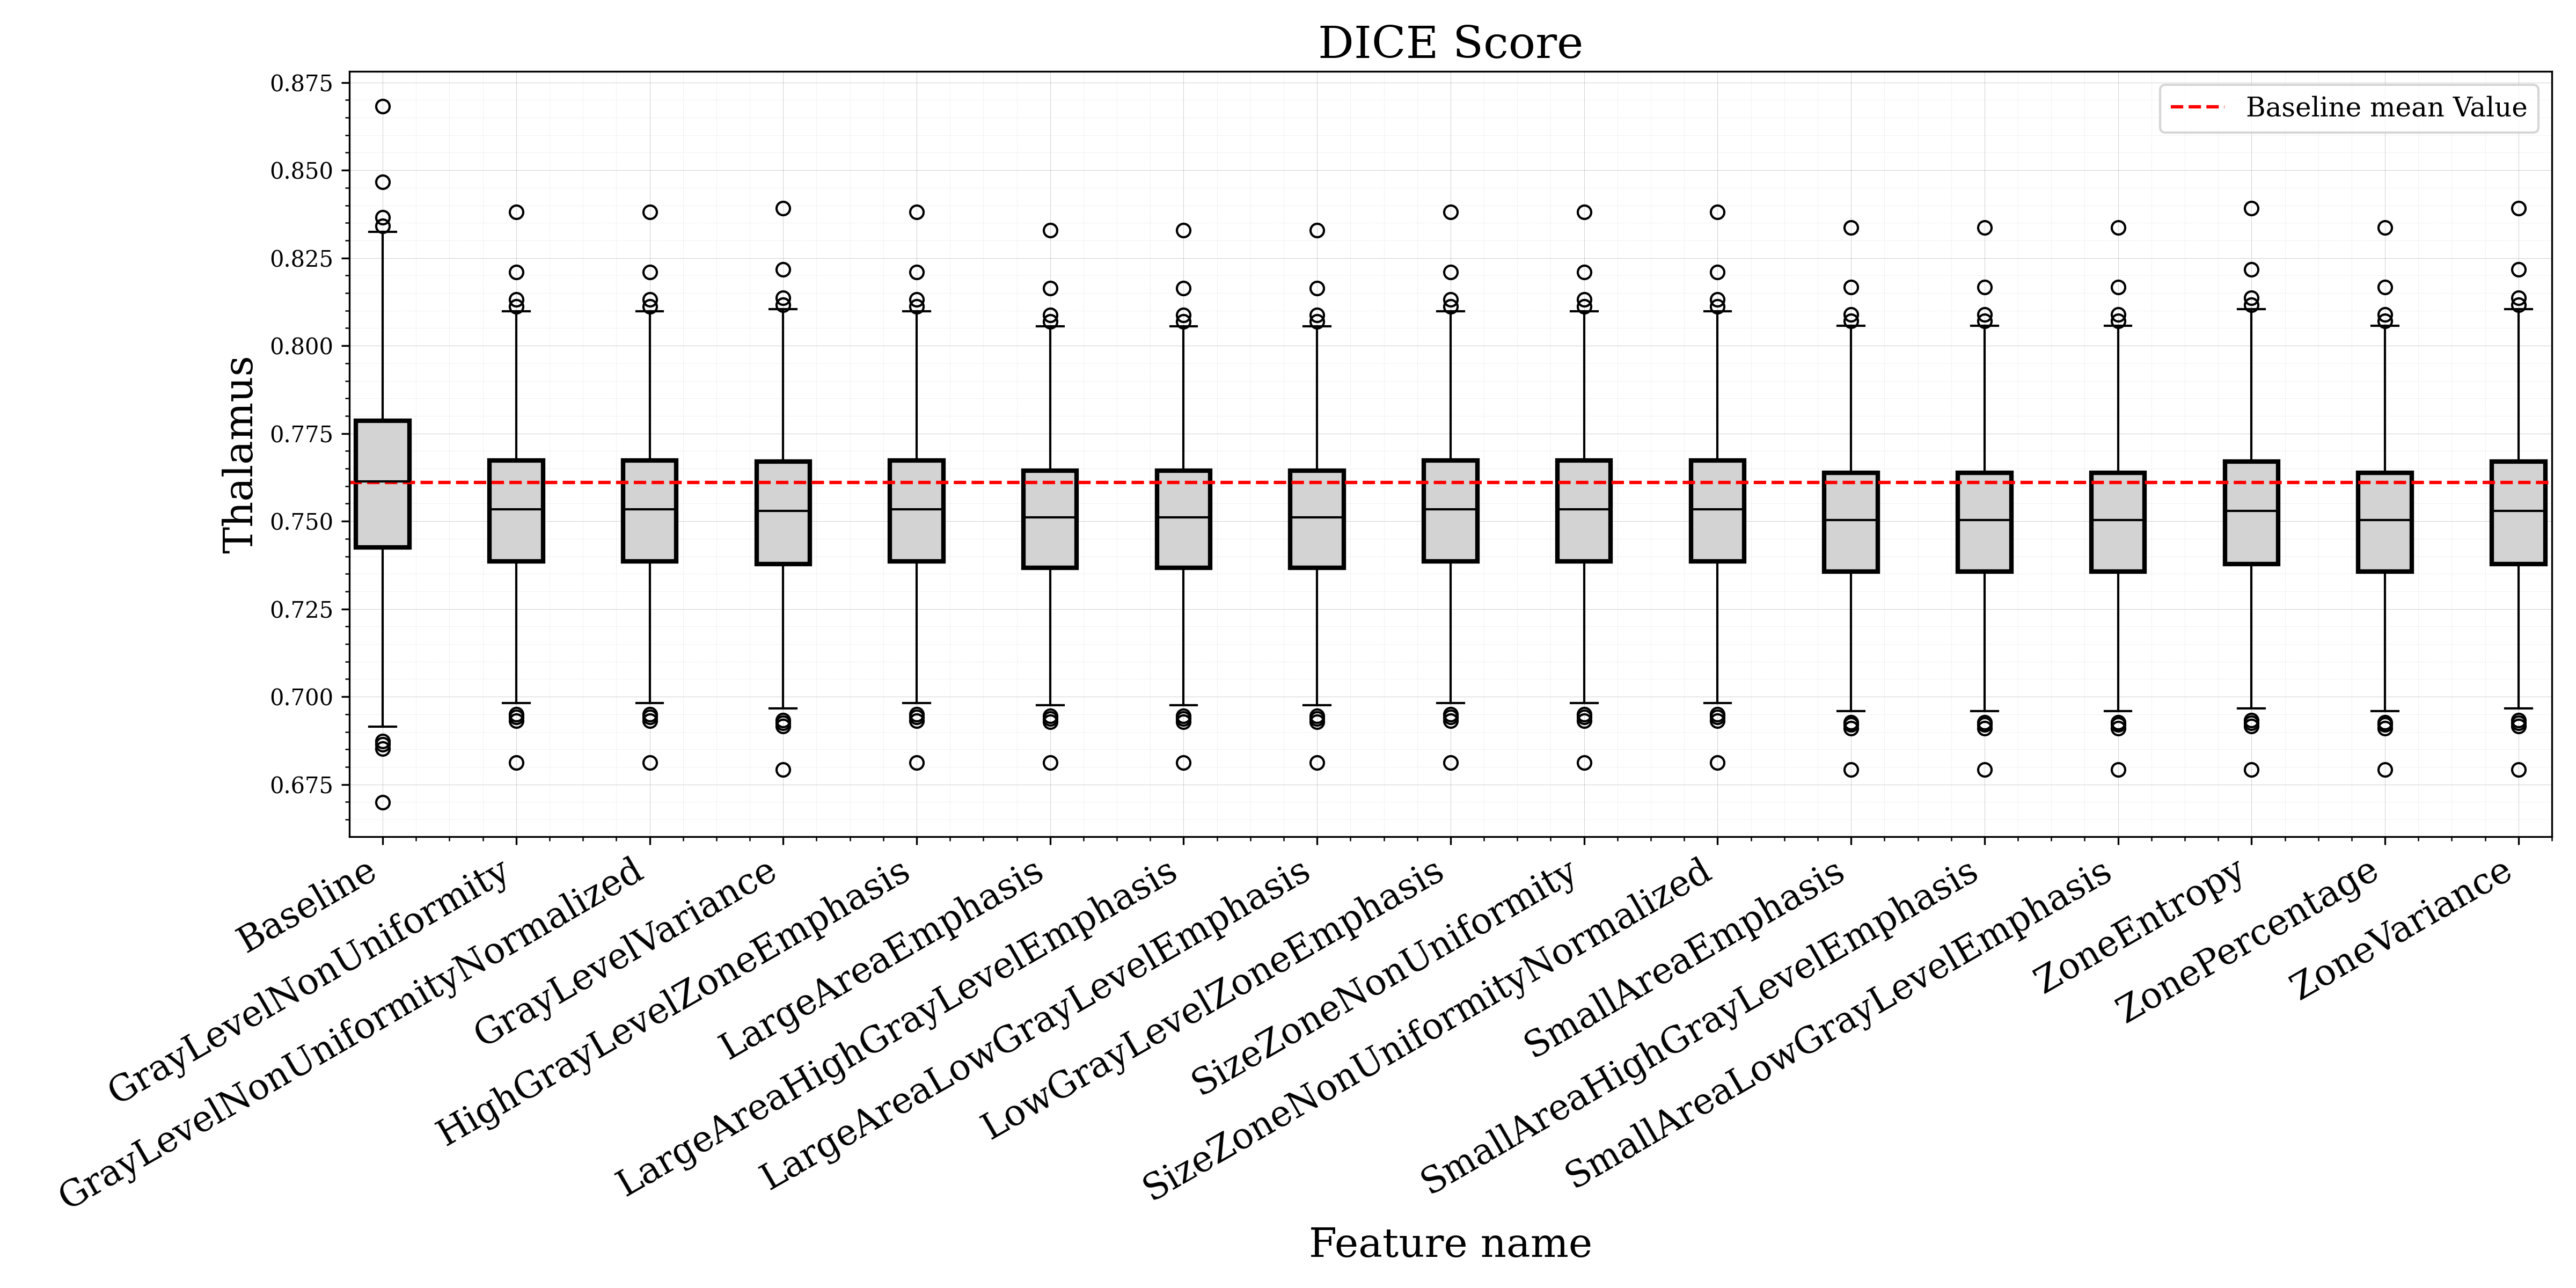 DICE Score
Baseline mean Value
Thalamus
0.875
0.850
0.825
0.800
0.775
0.750
0.725
0.700
0.675
Baseline
GrayLevelNonUniformity
GrayLevelNonUniformityNormalized
GrayLevelVariance
HighGrayLevelZoneEmphasis
LargeAreaEmphasis
LargeAreaHighGrayLevelEmphasis
LargeAreaLowGrayLevelEmphasis
LowGrayLevelZoneEmphasis
SizeZoneNonUniformity
SizeZoneNonUniformityNormalized
SmallAreaEmphasis
SmallAreaHighGrayLevelEmphasis
SmallAreaLowGrayLevelEmphasis
ZoneEntropy
ZonePercentage
ZoneVariance
Feature name